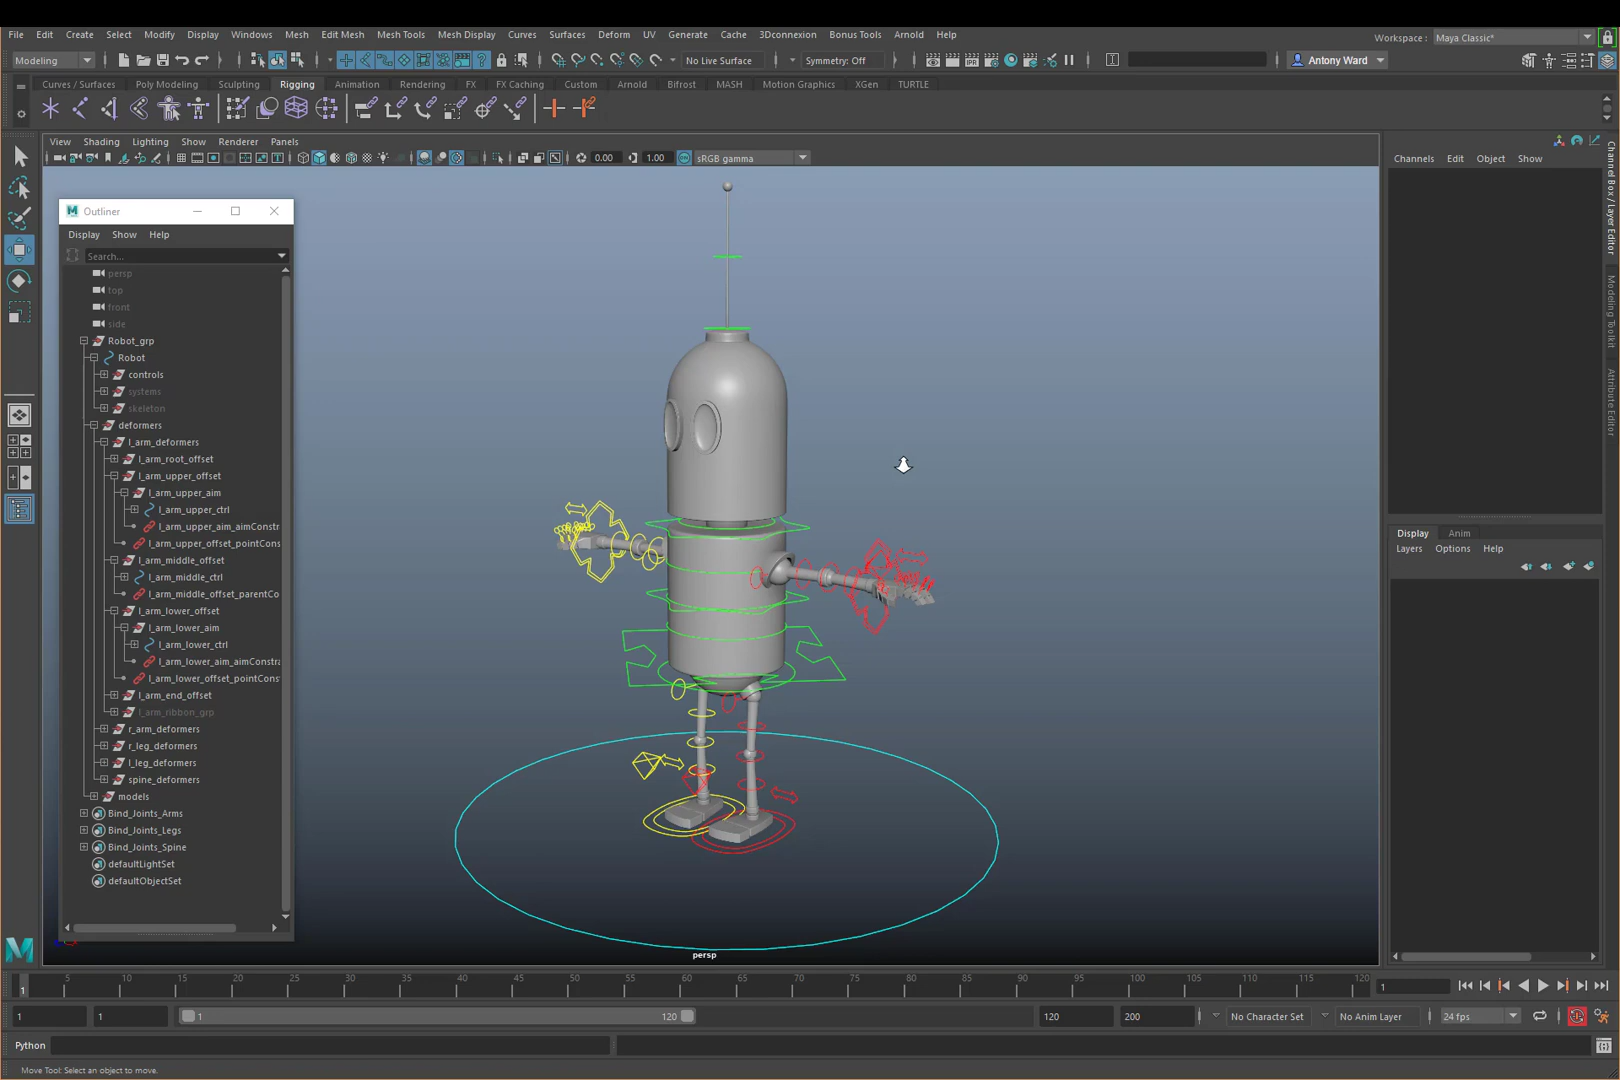 File Edit Create Select Modify Display Windows Mesh Edit Mesh Mesh Tools Mesh Display Curves Surfaces Deform UV Generate Cache 3Dconnexion Bonus Tools Arnold Help
Workspace : Maya Classic*
Modeling
No Live Surface
Symmetry: Off
Antony Ward
Curves / Surfaces Poly Modeling Sculpting Rigging Animation Rendering FX FX Caching Custom Arnold Bifrost MASH Motion Graphics XGen TURTLE
View Shading Lighting Show Renderer Panels
0.00 1.00 sRGB gamma
Channels Edit Object Show
Channel Box / Layer Editor
Modeling Toolkit
Attribute Editor
Outliner
Display Show Help
Search...
persp
top
front
side
Robot_grp
Robot
controls
systems
skeleton
deformers
l_arm_deformers
l_arm_root_offset
l_arm_upper_offset
l_arm_upper_aim
l_arm_upper_ctrl
l_arm_upper_aim_aimConstr
l_arm_upper_offset_pointCons
l_arm_middle_offset
l_arm_middle_ctrl
l_arm_middle_offset_parentCo
l_arm_lower_offset
l_arm_lower_aim
l_arm_lower_ctrl
l_arm_lower_aim_aimConstra
l_arm_lower_offset_pointCons
l_arm_end_offset
l_arm_ribbon_grp
r_arm_deformers
r_leg_deformers
l_leg_deformers
spine_deformers
models
Bind_Joints_Arms
Bind_Joints_Legs
Bind_Joints_Spine
defaultLightSet
defaultObjectSet
persp
Display Anim
Layers Options Help
1 5 10 15 20 25 30 35 40 45 50 55 60 65 70 75 80 85 90 95 100 105 110 115 120
1
1 1 1 120 120 200 No Character Set No Anim Layer 24 fps
Python
Move Tool: Select an object to move.